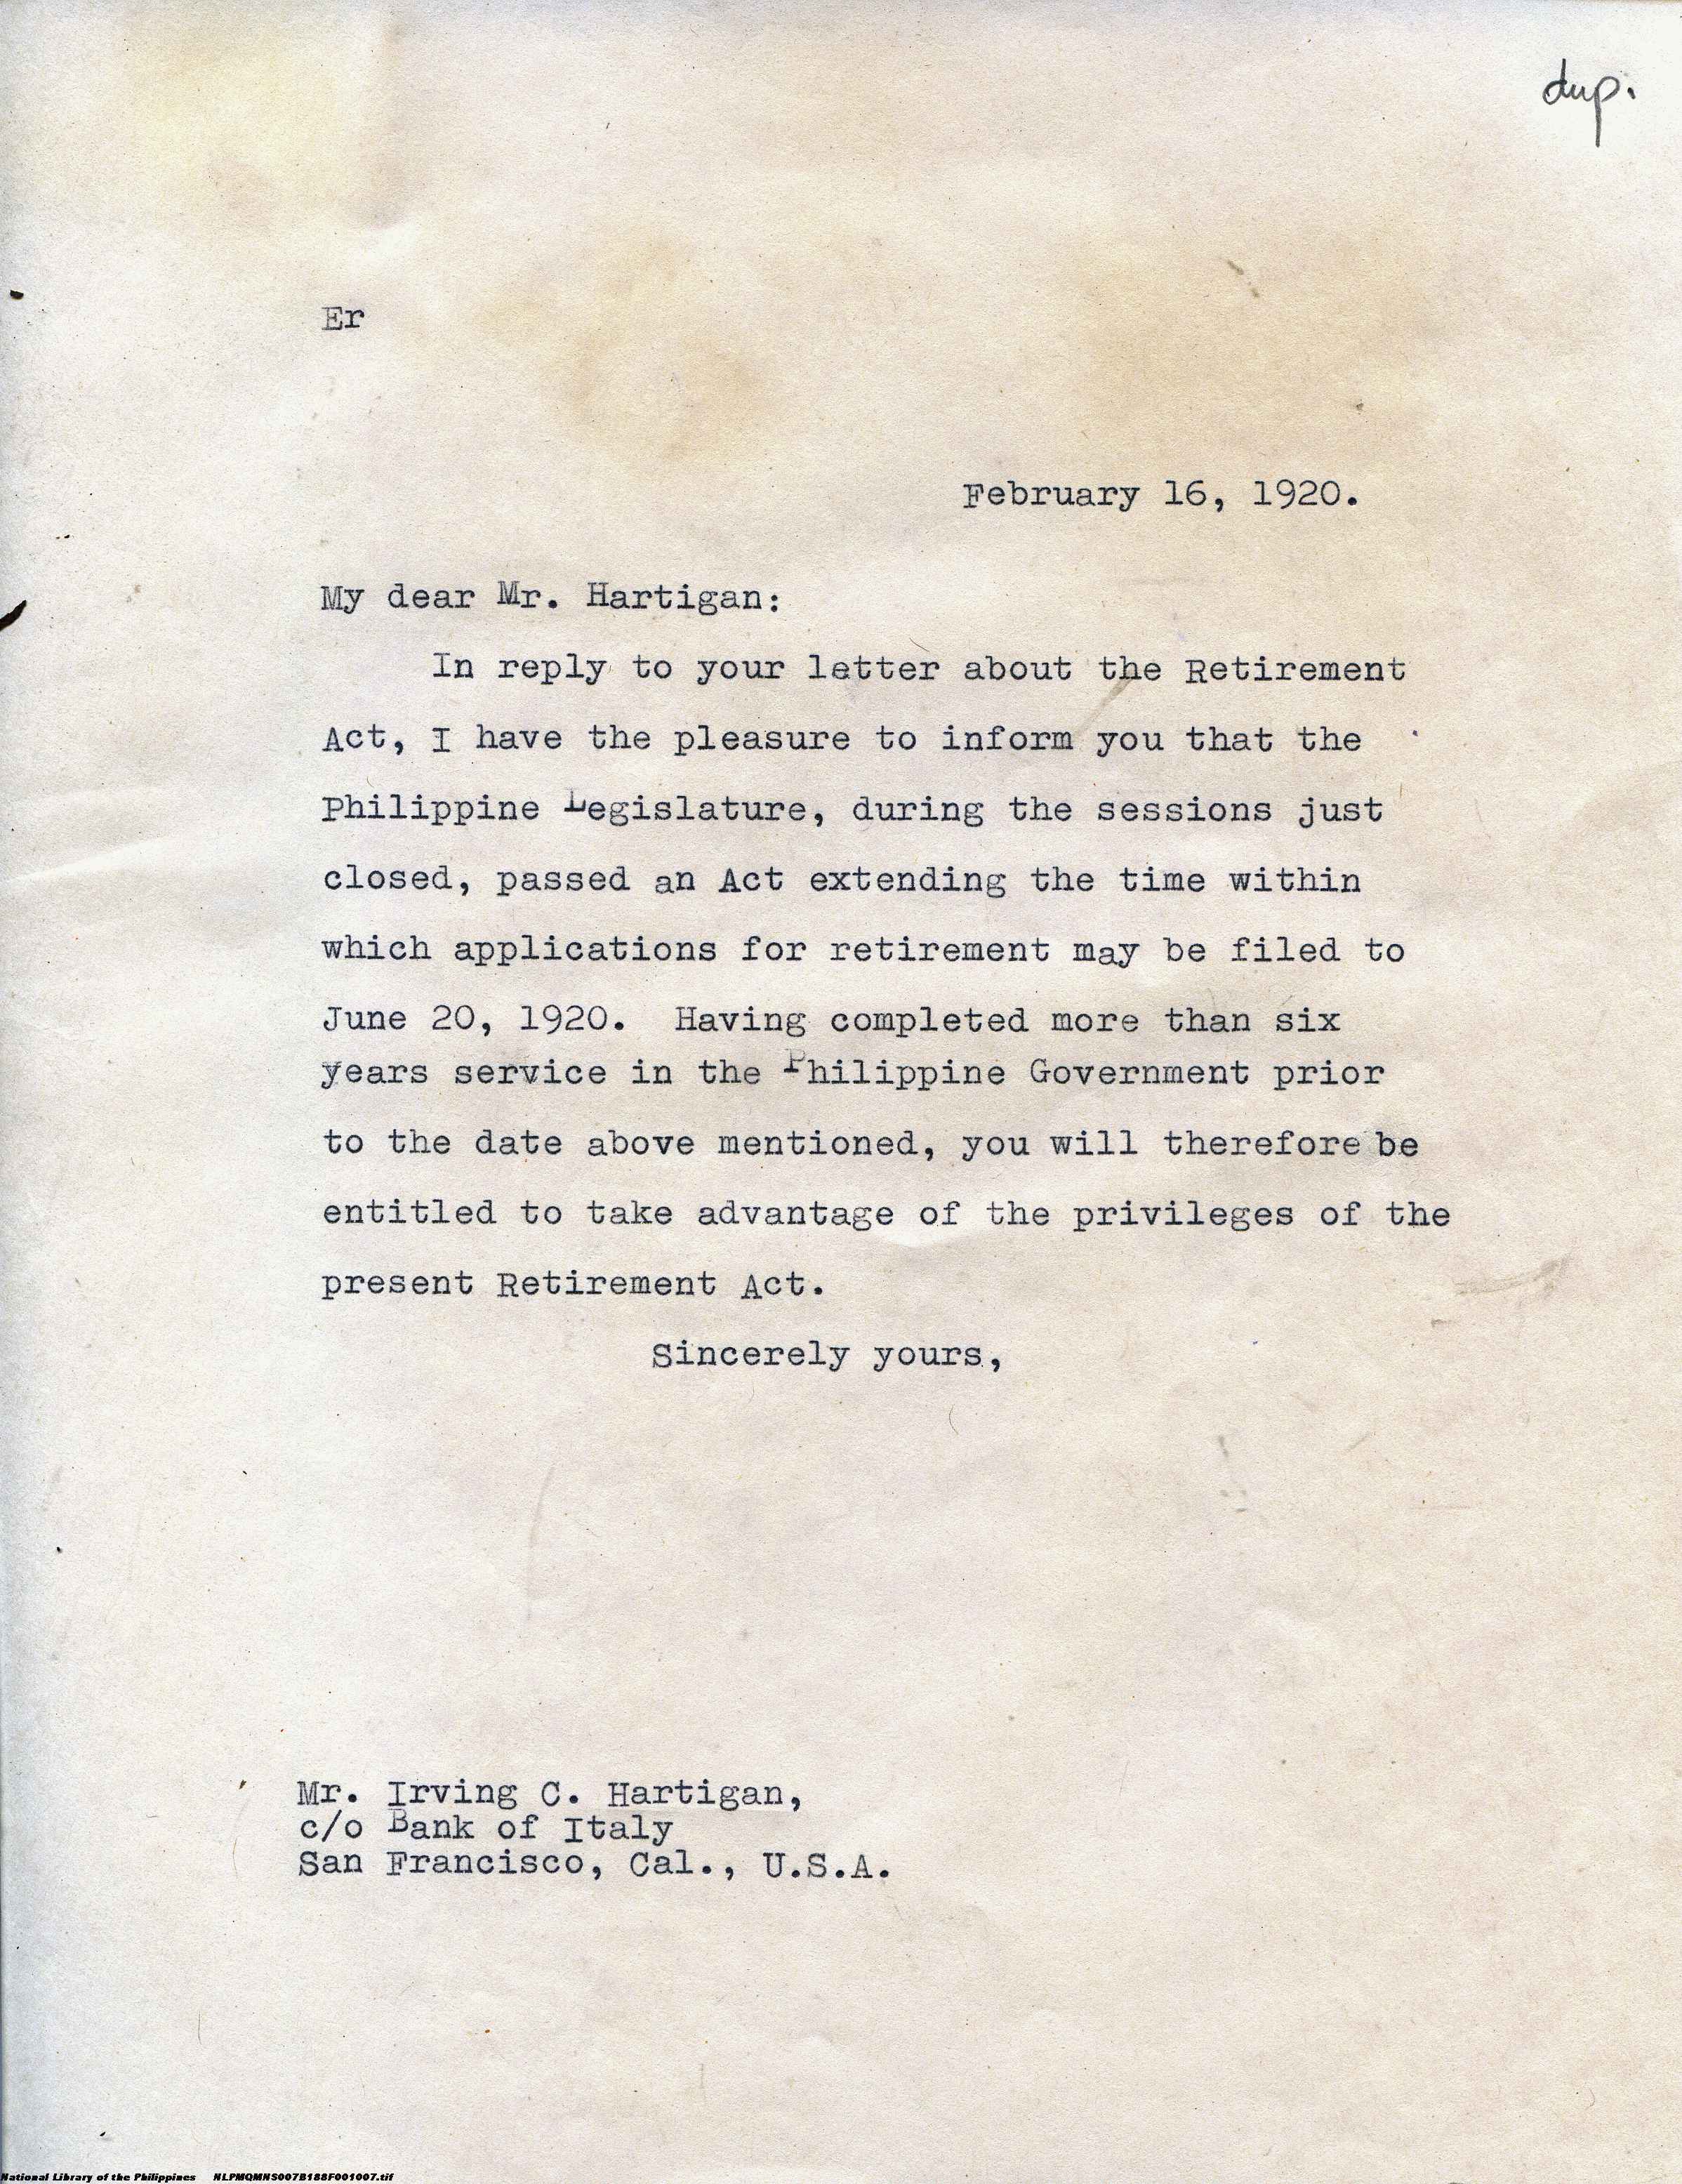 dup.
Er
February 16, 1920.
My dear Mr. Hartigan:
In reply to your letter about the Retirement
Act, I have the pleasure to inform you that the
Philippine Legislature, during the sessions just
closed, passed an Act extending the time within
which applications for retirement may be filed to
June 20, 1920. Having completed more than six
years service in the Philippine Government prior
to the date above mentioned, you will therefore be
entitled to take advantage of the privileges of the
present Retirement Act.
Sincerely yours,
Mr. Irving C. Hartigan,
c/o Bank of Italy
San Francisco, Cal., U.S.A.
National Library of the Philippines NLPMQMNS007B188F001007.tif